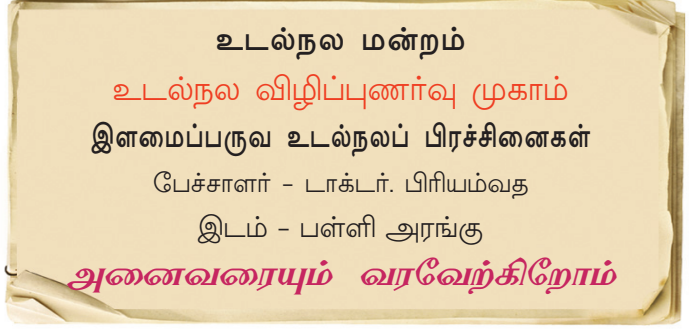 உடல்நல மன்றம்
உடல்நல விழிப்புணர்வு முகாம்
இளமைப்பருவ உடல்நலப் பிரச்சினைகள்
பேச்சாளர் - டாக்டர். பிரியம்வத
இடம் - பள்ளி அரங்கு
அனைவரையும் வரவேற்கிறோம்